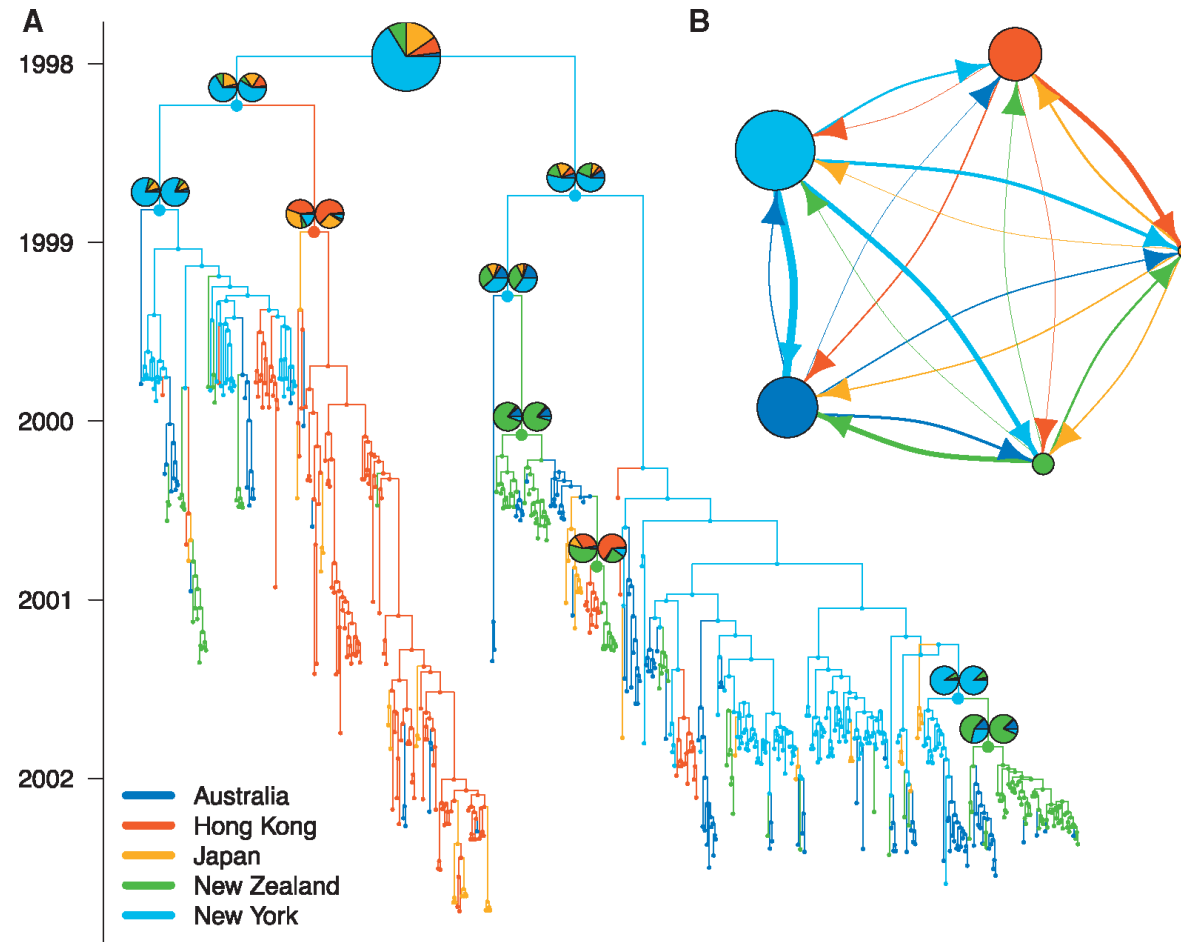 A
B
1998
1999
2000
2001
2002
Australia
Hong Kong
Japan
New Zealand
New York